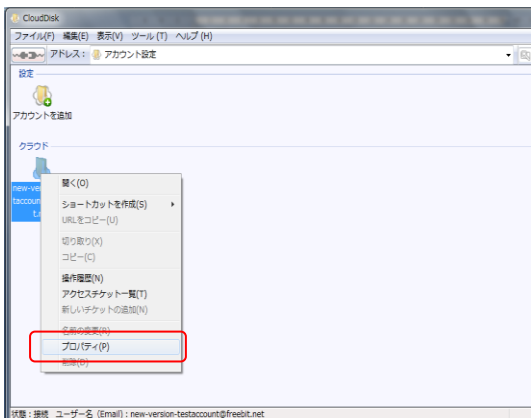 CloudDisk
ファイル(F) 編集(E) 表示(V) ツール(T) ヘルプ(H)
アドレス： アカウント設定
設定
アカウントを追加
クラウド
new-ve
taccoun
t.
開く(O)
ショートカットを作成(S)
URLをコピー(U)
切り取り(X)
コピー(C)
操作履歴(N)
アクセスチケット一覧(T)
新しいチケットの追加(N)
名前の変更(R)
プロパティ(P)
削除(D)
状態：接続 ユーザー名 (Email)：new-version-testaccount@freebit.net